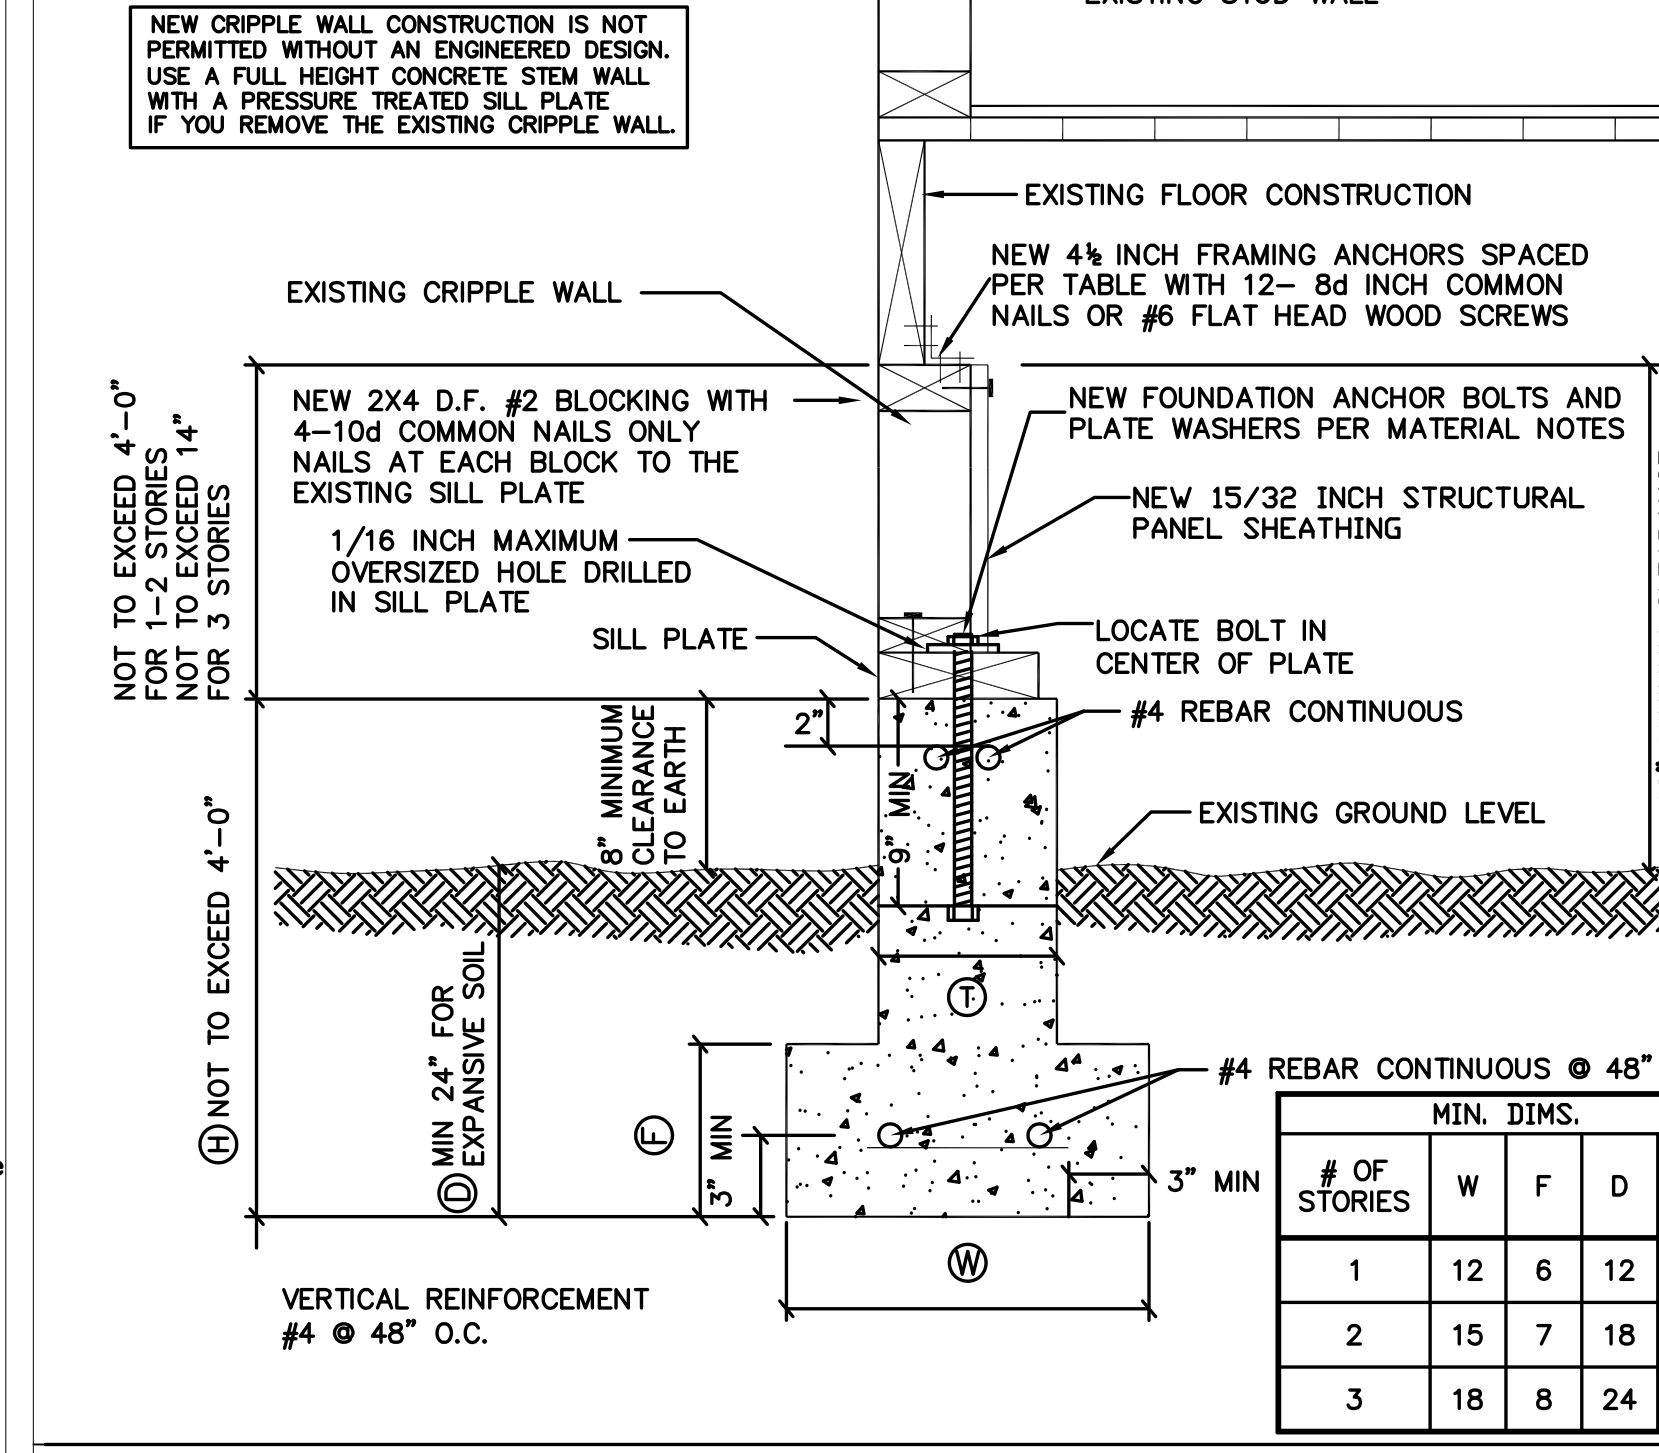 EXISTING STUD WALL
NEW CRIPPLE WALL CONSTRUCTION IS NOT
PERMITTED WITHOUT AN ENGINEERED DESIGN.
USE A FULL HEIGHT CONCRETE STEM WALL
WITH A PRESSURE TREATED SILL PLATE
IF YOU REMOVE THE EXISTING CRIPPLE WALL.
EXISTING FLOOR CONSTRUCTION
NEW 4½ INCH FRAMING ANCHORS SPACED
PER TABLE WITH 12- 8d INCH COMMON
NAILS OR #6 FLAT HEAD WOOD SCREWS
EXISTING CRIPPLE WALL
NOT TO EXCEED 4'-0"
FOR 1-2 STORIES
NOT TO EXCEED 14"
FOR 3 STORIES
NEW 2X4 D.F. #2 BLOCKING WITH
4-10d COMMON NAILS ONLY
NAILS AT EACH BLOCK TO THE
EXISTING SILL PLATE
NEW FOUNDATION ANCHOR BOLTS AND
PLATE WASHERS PER MATERIAL NOTES
NEW 15/32 INCH STRUCTURAL
PANEL SHEATHING
1/16 INCH MAXIMUM
OVERSIZED HOLE DRILLED
IN SILL PLATE
SILL PLATE
LOCATE BOLT IN
CENTER OF PLATE
#4 REBAR CONTINUOUS
2"
8" MINIMUM
CLEARANCE
TO EARTH
9" MIN
EXISTING GROUND LEVEL
H NOT TO EXCEED 4'-0"
D MIN 24" FOR
EXPANSIVE SOIL
T
F
3" MIN
#4 REBAR CONTINUOUS @ 48"
3" MIN
W
VERTICAL REINFORCEMENT
#4 @ 48" O.C.
MIN. DIMS.
# OF
STORIES W F D
1 12 6 12
2 15 7 18
3 18 8 24